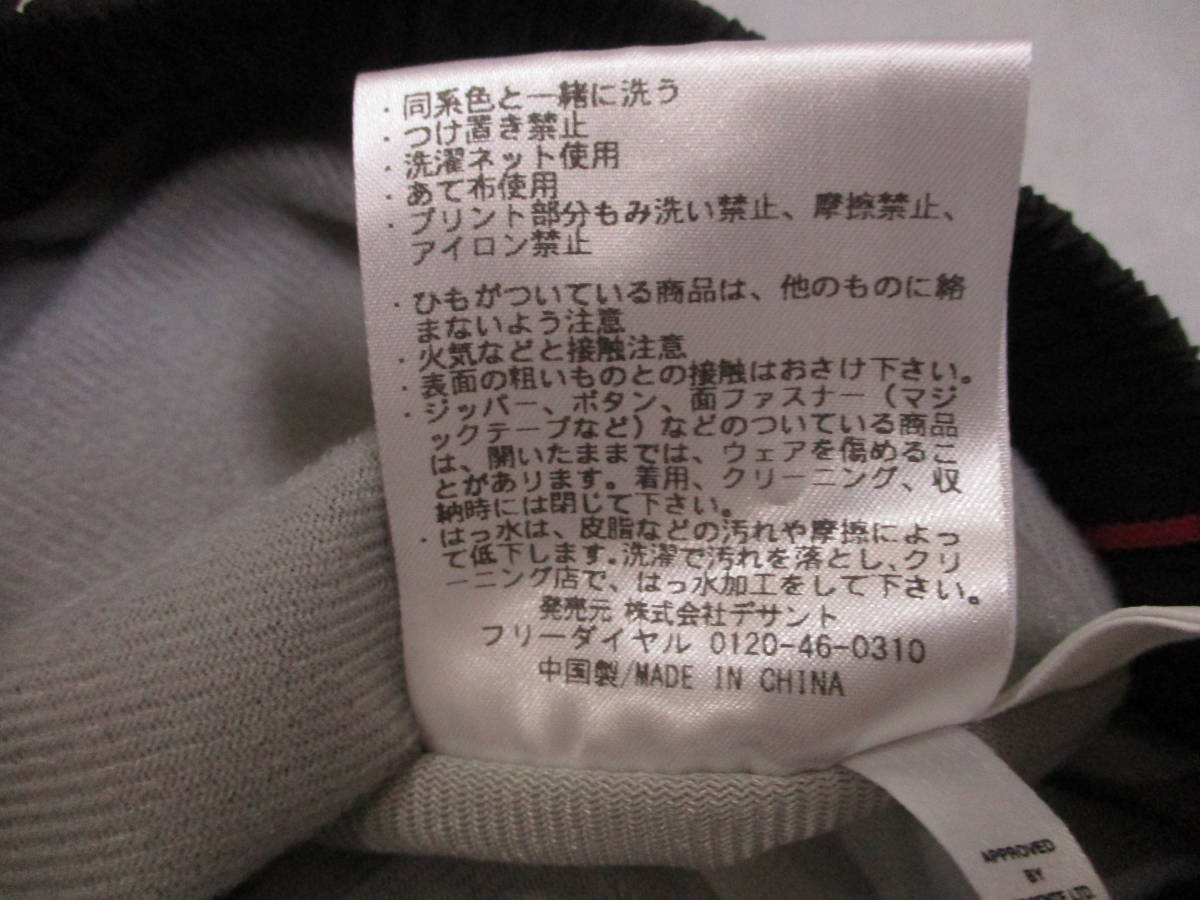 ・同系色と一緒に洗う
・つけ置き禁止
・洗濯ネット使用
・あて布使用
・プリント部分もみ洗い禁止、摩擦禁止、
アイロン禁止
・ひもがついている商品は、他のものに絡
まないよう注意
・火気などと接触注意
・表面の粗いものとの接触はおさけ下さい。
・ジッパー、ボタン、面ファスナー（マジ
ックテープなど）などのついている商品
は、開いたままでは、ウェアを傷めるこ
とがあります。着用、クリーニング、収
納時には閉じて下さい。
・はっ水は、皮脂などの汚れや摩擦によっ
て低下します。洗濯で汚れを落とし、クリ
ーニング店で、はっ水加工をして下さい。
発売元 株式会社デサント
フリーダイヤル 0120-46-0310
中国製/MADE IN CHINA
APPROVED
BY
LTD.